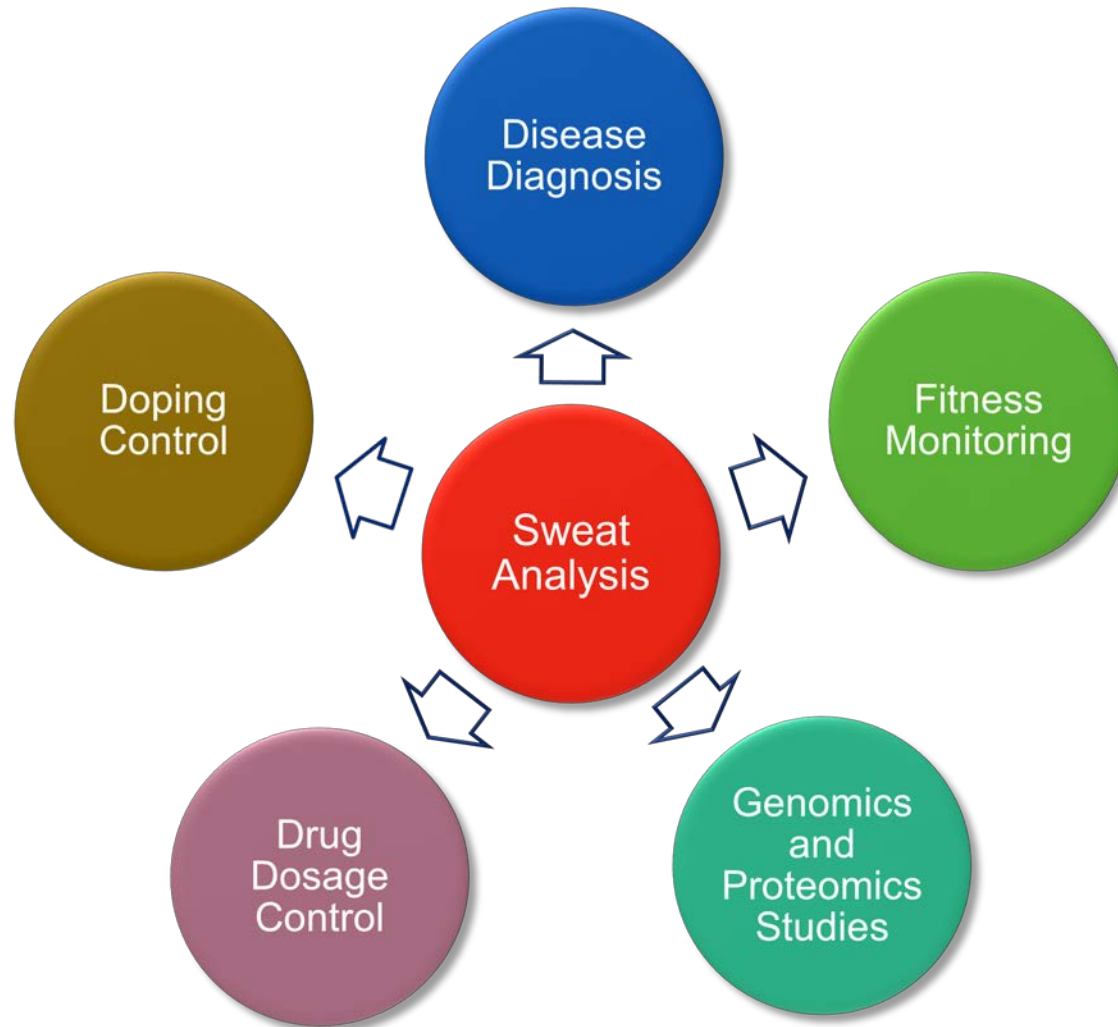 Disease
Diagnosis
Doping
Control
Fitness
Monitoring
Sweat
Analysis
Drug
Dosage
Control
Genomics
and
Proteomics
Studies